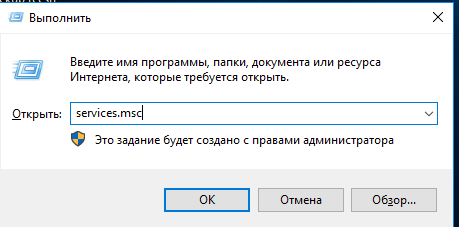 Выполнить
Введите имя программы, папки, документа или ресурса
Интернета, которые требуется открыть.
Открыть: services.msc
Это задание будет создано с правами администратора
OK Отмена Обзор...